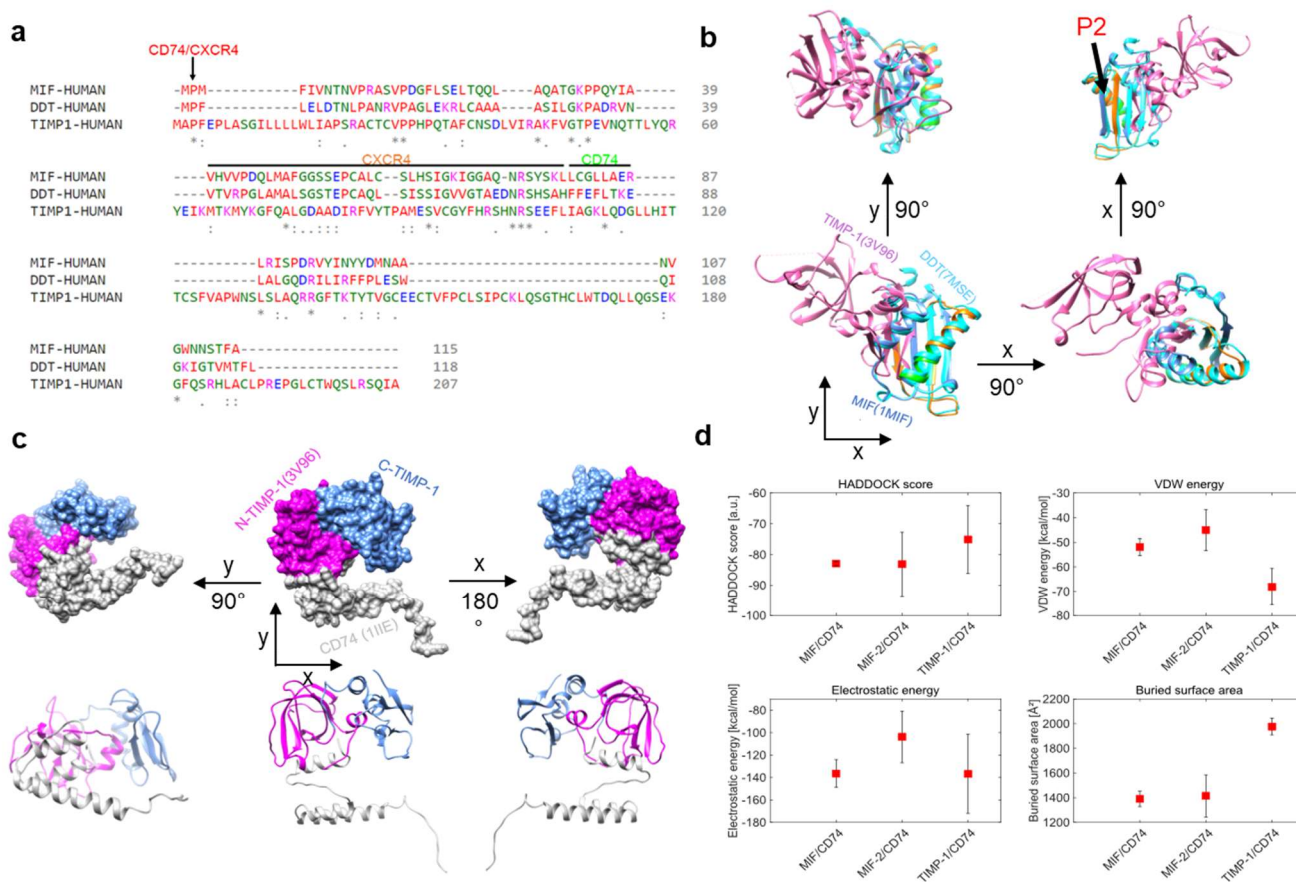 a
CD74/CXCR4
MIF-HUMAN -MPM----------FIVNTNVPRASVPDGFLSELTQQL---AQATGKPPQYIA---- 39
DDT-HUMAN -MPF----------LELDTNLPANRVPAGLEKRLCAAA---ASILGKPADRVN---- 39
TIMP1-HUMAN MAPFEPLASGILLLLWLIAPSRACTCVPPHPQTAFCNSDLVIRAKFVGTPEVNQTTLYQR 60
CXCR4
CD74
MIF-HUMAN ----VHVVPDQLMAFGGSSEPCALC--SLHSIGKIGGAQ-NRSYSKLLCGLLAER----- 87
DDT-HUMAN ----VTVRPGLAMALSGSTEPCAQL--SISSIGVVGTAEDNRSHSAHFFEFLTKE----- 88
TIMP1-HUMAN YEIKMTKMYKGFQALGDAADIRFVYTPAMESVCGYFHRSHNRSEEFLIAGKLQDGLLHIT 120
MIF-HUMAN ----------LRISPDRVYINYYDMNAA------------------------------NV 107
DDT-HUMAN ----------LALGQDRILIRFFPLESW------------------------------QI 108
TIMP1-HUMAN TCSFVAPWNSLSLAQRRGFTKTYTVGCEECTVFPCLSIPCKLQSGTHCLWTDQLLQGSEK 180
MIF-HUMAN GWNNSTFA------------------- 115
DDT-HUMAN GKIGTVMTFL----------------- 118
TIMP1-HUMAN GFQSRHLACLPREPGLCTWQSLRSQIA 207
b
P2
y 90°
x 90°
TIMP-1(3V96)
DDT(7MSE)
MIF(1MIF)
x
90°
y
x
c
N-TIMP-1(3V96)
C-TIMP-1
y
90°
x
180
°
CD74 (1IIE)
y
x
d
HADDOCK score
HADDOCK score [a.u.]
-60
-70
-80
-90
-100
MIF/CD74
MIF-2/CD74
TIMP-1/CD74
VDW energy
VDW energy [kcal/mol]
-30
-40
-50
-60
-70
-80
MIF/CD74
MIF-2/CD74
TIMP-1/CD74
Electrostatic energy
Electrostatic energy [kcal/mol]
-80
-100
-120
-140
-160
-180
MIF/CD74
MIF-2/CD74
TIMP-1/CD74
Buried surface area
Buried surface area [Å²]
2200
2000
1800
1600
1400
1200
MIF/CD74
MIF-2/CD74
TIMP-1/CD74